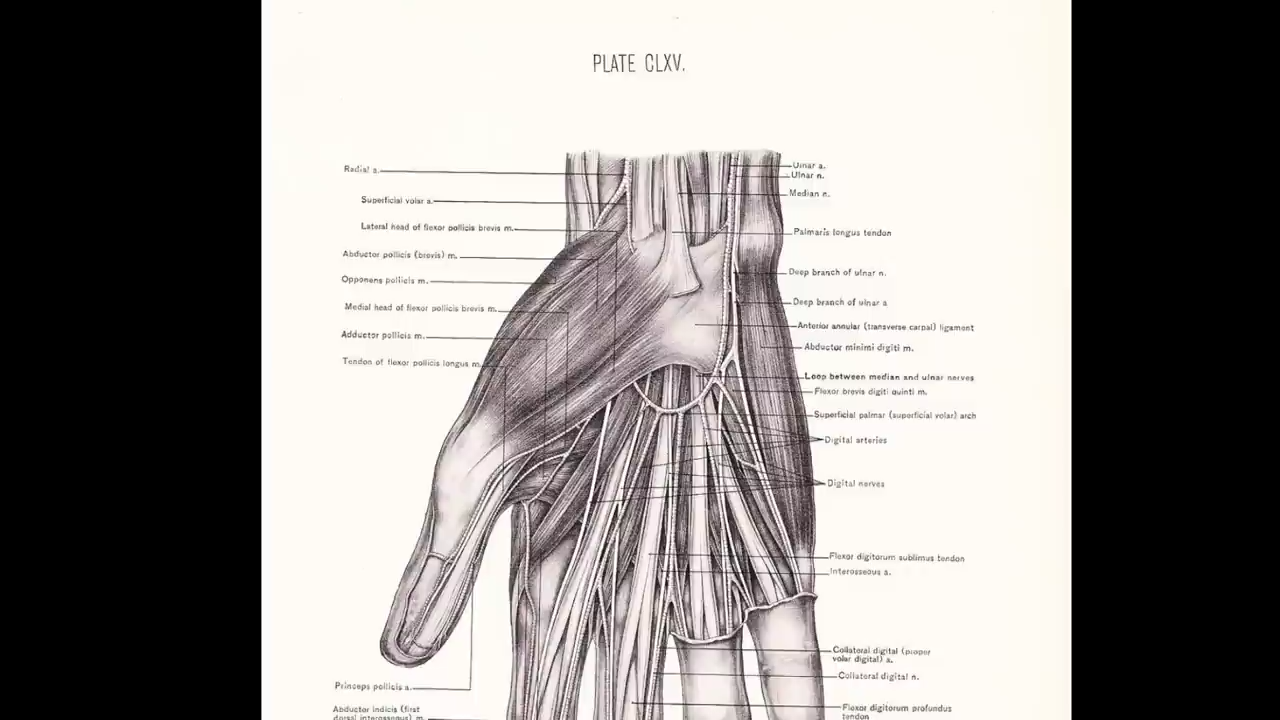 PLATE CLXV.
Radial a.
Superficial volar a.
Lateral head of flexor pollicis brevis m.
Abductor pollicis (brevis) m.
Opponens pollicis m.
Medial head of flexor pollicis brevis m.
Adductor pollicis m.
Tendon of flexor pollicis longus m.
Princeps pollicis a.
Abductor indicis (first
dorsal interosseous) m.
Ulnar a.
Ulnar n.
Median n.
Palmaris longus tendon
Deep branch of ulnar n.
Deep branch of ulnar a
Anterior annular (transverse carpal) ligament
Abductor minimi digiti m.
Loop between median and ulnar nerves
Flexor brevis digiti quinti m.
Superficial palmar (superficial volar) arch
Digital arteries
Digital nerves
Flexor digitorum sublimus tendon
Interosseous a.
Collateral digital (proper
volar digital) a.
Collateral digital n.
Flexor digitorum profundus
tendon